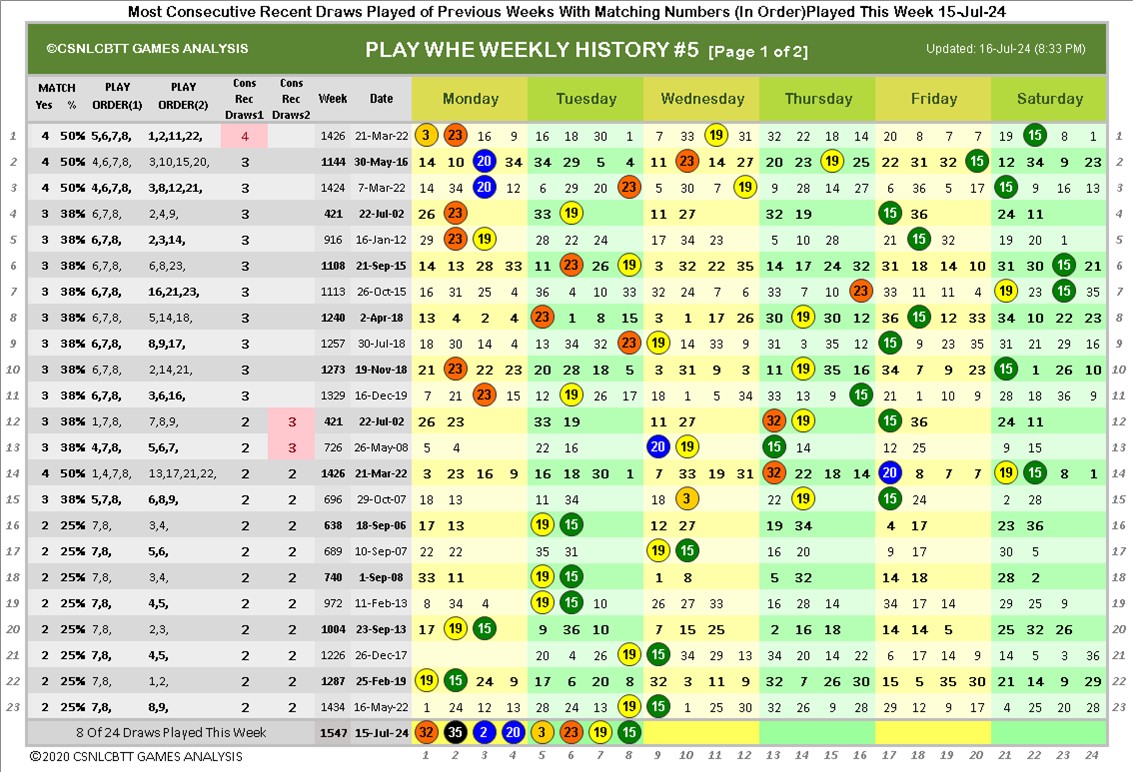 Most Consecutive Recent Draws Played of Previous Weeks With Matching Numbers (In Order)Played This Week 15-Jul-24
©CSNLCBTT GAMES ANALYSIS PLAY WHE WEEKLY HISTORY #5 [Page 1 of 2] Updated: 16-Jul-24 (8:33 PM)
MATCH Yes % PLAY ORDER(1) PLAY ORDER(2) Cons Rec Draws1 Cons Rec Draws2 Week Date Monday Tuesday Wednesday Thursday Friday Saturday
1 4 50% 5,6,7,8, 1,2,11,22, 4 1426 21-Mar-22 3 23 16 9 16 18 30 1 7 33 19 31 32 22 18 14 20 8 7 7 19 15 8 1 1
2 4 50% 4,6,7,8, 3,10,15,20, 3 1144 30-May-16 14 10 20 34 34 29 5 4 11 23 14 27 20 23 19 25 22 31 32 15 12 34 9 23 2
3 4 50% 4,6,7,8, 3,8,12,21, 3 1424 7-Mar-22 14 34 20 12 6 29 20 23 5 30 7 19 9 28 14 27 6 36 5 17 15 9 16 13 3
4 3 38% 6,7,8, 2,4,9, 3 421 22-Jul-02 26 23 33 19 11 27 32 19 15 36 24 11 4
5 3 38% 6,7,8, 2,3,14, 3 916 16-Jan-12 29 23 19 28 22 24 17 34 23 5 10 28 21 15 32 19 20 1 5
6 3 38% 6,7,8, 6,8,23, 3 1108 21-Sep-15 14 13 28 33 11 23 26 19 3 32 22 35 14 17 24 32 31 18 14 10 31 30 15 21 6
7 3 38% 6,7,8, 16,21,23, 3 1113 26-Oct-15 16 31 25 4 36 4 10 33 32 24 7 6 33 7 10 23 33 11 11 4 19 23 15 35 7
8 3 38% 6,7,8, 5,14,18, 3 1240 2-Apr-18 13 4 2 4 23 1 8 15 3 1 17 26 30 19 30 12 36 15 12 33 34 10 22 23 8
9 3 38% 6,7,8, 8,9,17, 3 1257 30-Jul-18 18 30 14 4 13 34 32 23 19 14 33 9 31 3 35 12 15 9 23 35 31 21 29 16 9
10 3 38% 6,7,8, 2,14,21, 3 1273 19-Nov-18 21 23 22 23 20 28 18 5 3 31 9 3 11 19 35 16 34 7 9 23 15 1 26 10 10
11 3 38% 6,7,8, 3,6,16, 3 1329 16-Dec-19 7 21 23 15 12 19 26 17 18 1 5 34 33 13 9 15 21 1 10 9 28 18 36 9 11
12 3 38% 1,7,8, 7,8,9, 2 3 421 22-Jul-02 26 23 33 19 11 27 32 19 15 36 24 11 12
13 3 38% 4,7,8, 5,6,7, 2 3 726 26-May-08 5 4 22 16 20 19 15 14 12 25 9 15 13
14 4 50% 1,4,7,8, 13,17,21,22, 2 2 1426 21-Mar-22 3 23 16 9 16 18 30 1 7 33 19 31 32 22 18 14 20 8 7 7 19 15 8 1 14
15 3 38% 5,7,8, 6,8,9, 2 2 696 29-Oct-07 18 13 11 34 18 3 22 19 15 24 2 28 15
16 2 25% 7,8, 3,4, 2 2 638 18-Sep-06 17 13 19 15 12 27 19 34 4 17 23 36 16
17 2 25% 7,8, 5,6, 2 2 689 10-Sep-07 22 22 35 31 19 15 16 20 9 17 30 5 17
18 2 25% 7,8, 3,4, 2 2 740 1-Sep-08 33 11 19 15 1 8 5 32 14 18 28 2 18
19 2 25% 7,8, 4,5, 2 2 972 11-Feb-13 8 34 4 19 15 10 26 27 33 16 28 14 34 17 14 29 25 9 19
20 2 25% 7,8, 2,3, 2 2 1004 23-Sep-13 17 19 15 9 36 10 7 15 25 2 16 18 14 14 5 25 32 26 20
21 2 25% 7,8, 4,5, 2 2 1226 26-Dec-17 20 4 26 19 15 34 29 13 34 20 14 22 6 17 14 9 14 5 3 36 21
22 2 25% 7,8, 1,2, 2 2 1287 25-Feb-19 19 15 24 9 17 6 20 8 32 3 11 9 32 7 26 30 15 5 35 30 21 14 9 29 22
23 2 25% 7,8, 8,9, 2 2 1434 16-May-22 1 24 12 13 28 24 13 19 15 1 25 30 3 26 9 28 29 12 9 17 4 25 20 28 23
8 Of 24 Draws Played This Week 1547 15-Jul-24 32 35 2 20 3 23 19 15
©2020 CSNLCBTT GAMES ANALYSIS 1 2 3 4 5 6 7 8 9 10 11 12 13 14 15 16 17 18 19 20 21 22 23 24